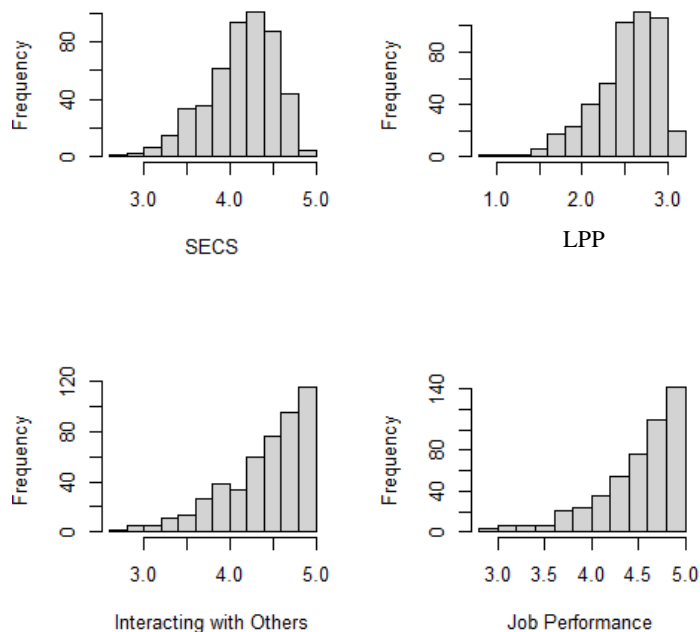 Frequency
0 40 80
3.0 4.0 5.0
SECS
Frequency
0 40 80
1.0 2.0 3.0
LPP
Frequency
0 40 80 120
3.0 4.0 5.0
Interacting with Others
Frequency
0 40 80 140
3.0 3.5 4.0 4.5 5.0
Job Performance